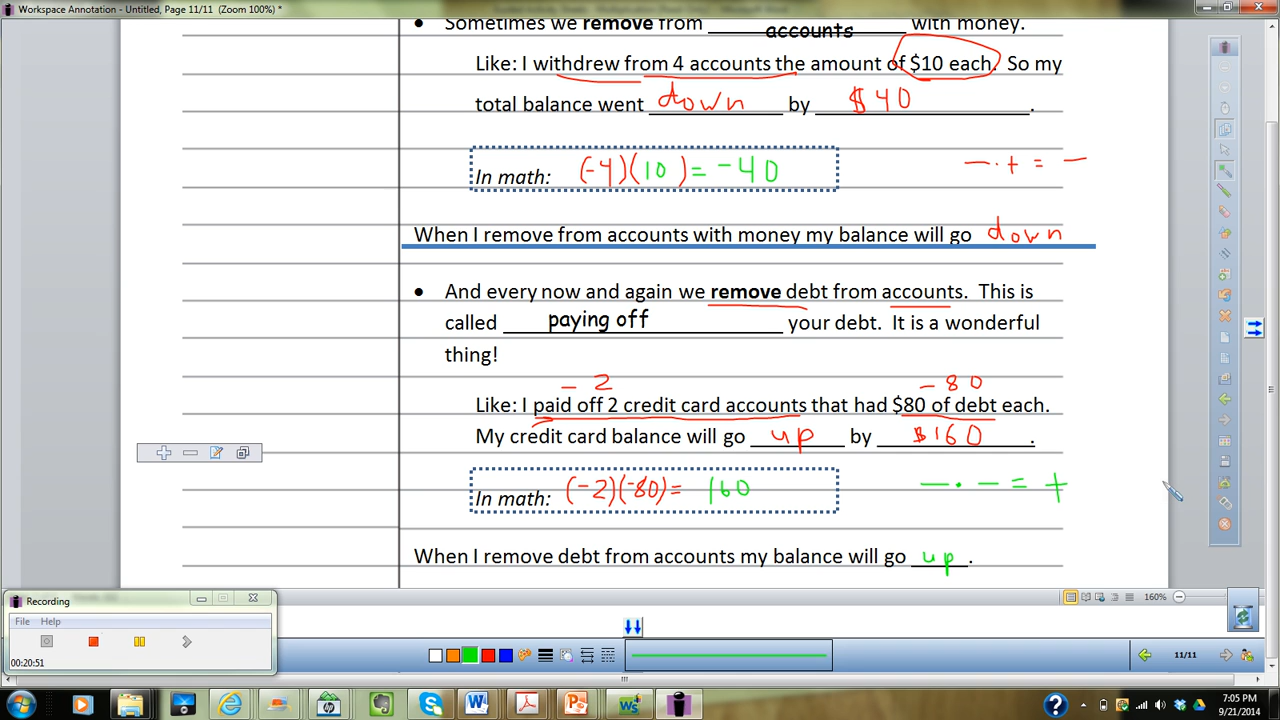 Workspace Annotation - Untitled, Page 11/11 (Zoom 100%) *
Sometimes we remove from accounts with money.
Like: I withdrew from 4 accounts the amount of $10 each. So my
total balance went down by $40.
In math: (-4)(10) = -40
— · + = —
When I remove from accounts with money my balance will go down
• And every now and again we remove debt from accounts. This is
called paying off your debt. It is a wonderful
thing!
- 2 - 80
Like: I paid off 2 credit card accounts that had $80 of debt each.
My credit card balance will go up by $160.
In math: (-2)(-80) = 160
— · — = +
When I remove debt from accounts my balance will go up.
Recording
File Help
00:20:51
160%
11/11
7:05 PM
9/21/2014